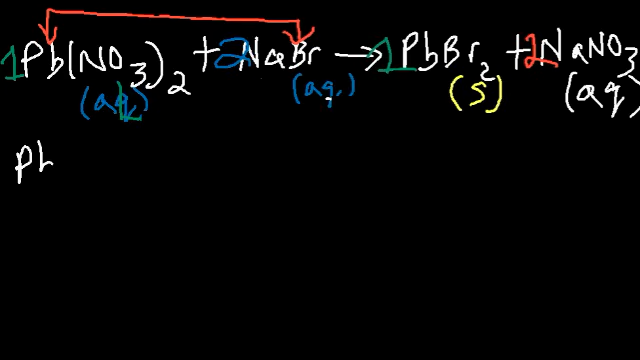 1Pb(NO3)2 + 2NaBr → 1PbBr2 + 2NaNO3
(aq) (aq) (s) (aq)
Pb